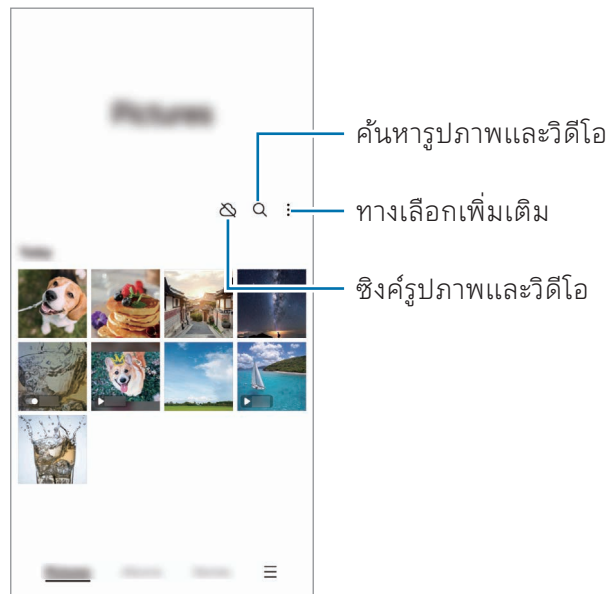 Pictures
ค้นหารูปภาพและวิดีโอ
ทางเลือกเพิ่มเติม
ซิงค์รูปภาพและวิดีโอ